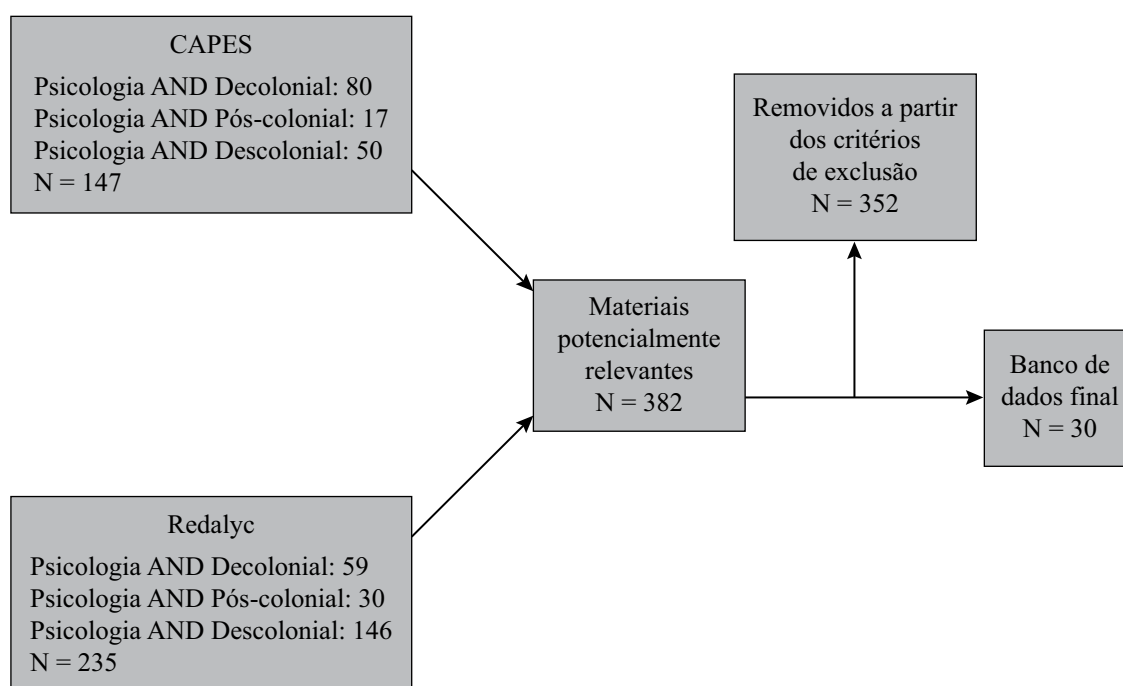 CAPES
Psicologia AND Decolonial: 80
Psicologia AND Pós-colonial: 17
Psicologia AND Descolonial: 50
N = 147
Removidos a partir
dos critérios
de exclusão
N = 352
Materiais
potencialmente
relevantes
N = 382
Banco de
dados final
N = 30
Redalyc
Psicologia AND Decolonial: 59
Psicologia AND Pós-colonial: 30
Psicologia AND Descolonial: 146
N = 235